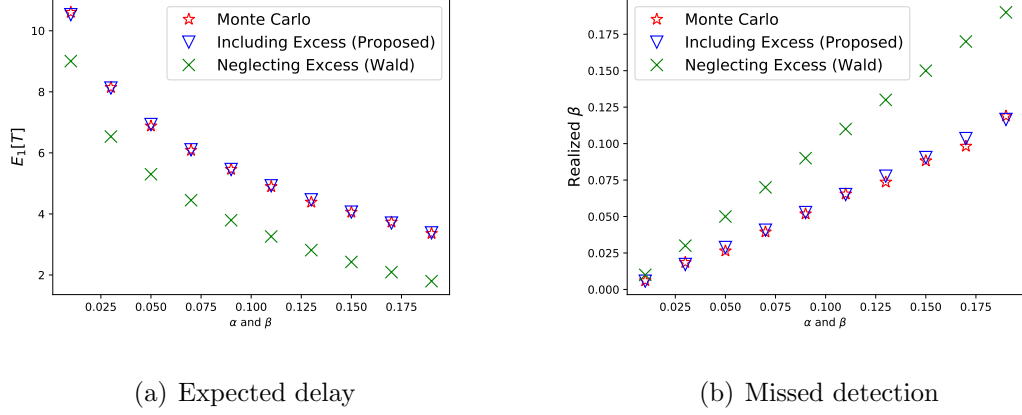 Monte Carlo
Including Excess (Proposed)
Neglecting Excess (Wald)
10
8
6
4
2
E₁[T]
0.025 0.050 0.075 0.100 0.125 0.150 0.175
α and β
(a) Expected delay
Monte Carlo
Including Excess (Proposed)
Neglecting Excess (Wald)
0.175
0.150
0.125
0.100
0.075
0.050
0.025
0.000
Realized β
0.025 0.050 0.075 0.100 0.125 0.150 0.175
α and β
(b) Missed detection